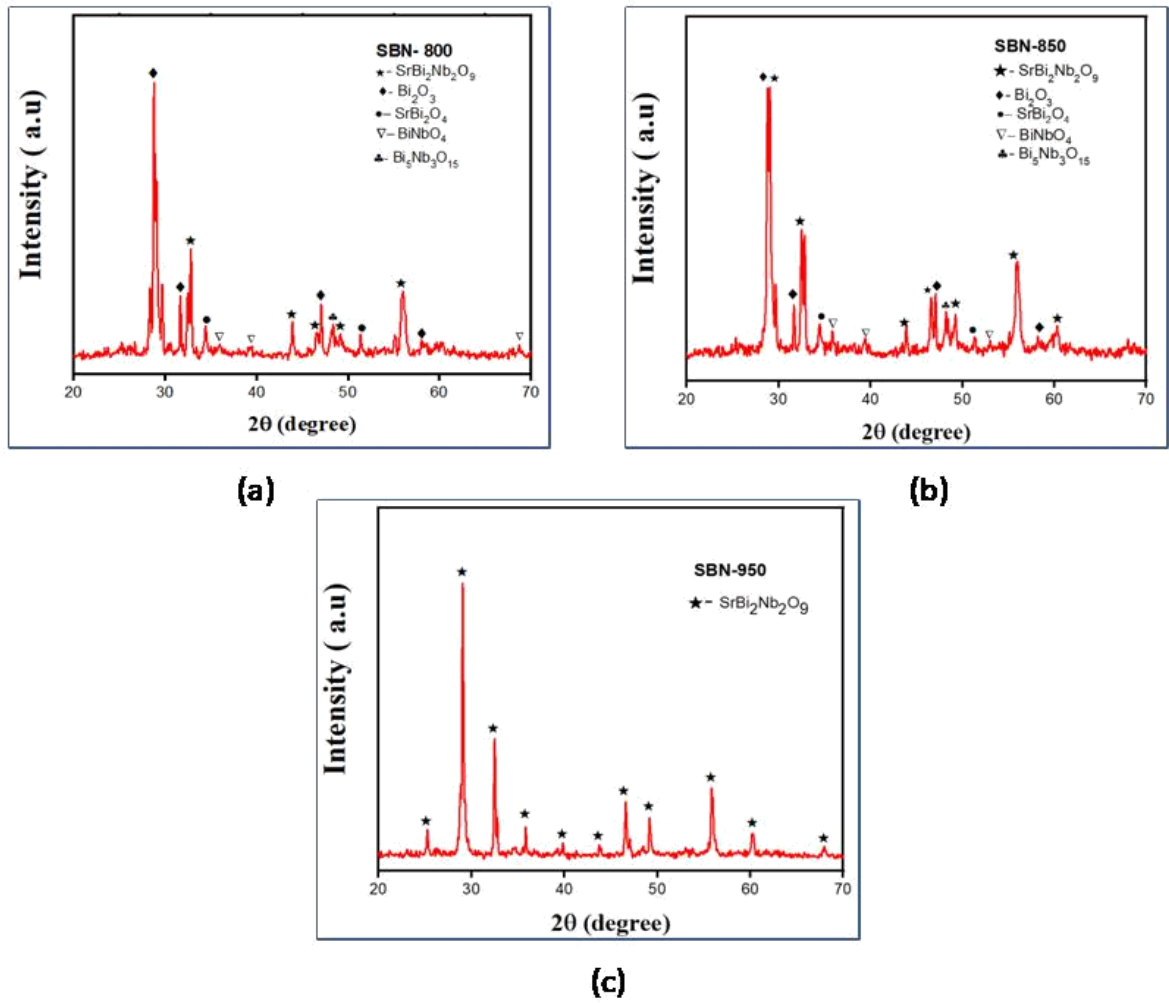 SBN- 800
★- SrBi₂Nb₂O₉
♦- Bi₂O₃
●– SrBi₂O₄
▽– BiNbO₄
♣- Bi₅Nb₃O₁₅
Intensity ( a.u)
20 30 40 50 60 70
2θ (degree)
(a)
SBN-850
★- SrBi₂Nb₂O₉
♦- Bi₂O₃
●– SrBi₂O₄
▽– BiNbO₄
♣- Bi₅Nb₃O₁₅
Intensity ( a.u)
20 30 40 50 60 70
2θ (degree)
(b)
SBN-950
★- SrBi₂Nb₂O₉
Intensity ( a.u)
20 30 40 50 60 70
2θ (degree)
(c)